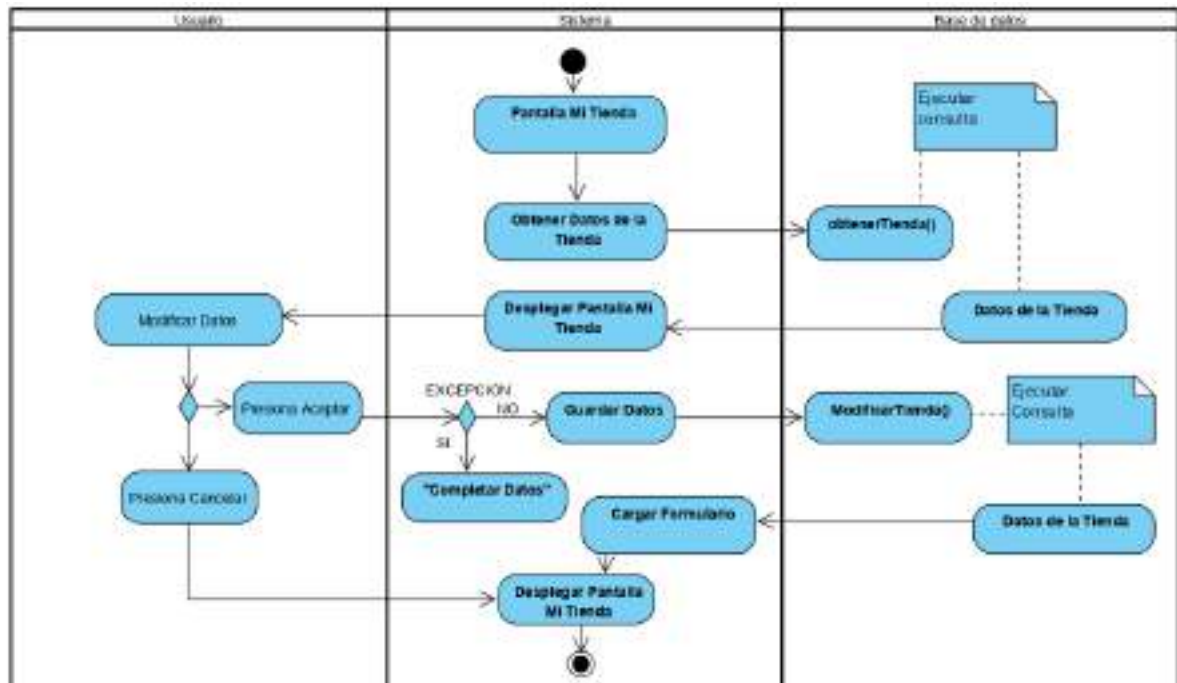 Usuario
Sistema
Base de datos
Pantalla Mi Tienda
Ejecutar
consulta
Obtener Datos de la
Tienda
obtenerTienda()
Modificar Datos
Desplegar Pantalla Mi
Tienda
Datos de la Tienda
Presiona Aceptar
EXCEPCION
NO
SI
Guardar Datos
ModificarTienda()
Ejecutar
Consulta
Presiona Cancelar
"Completar Datos"
Cargar Formulario
Datos de la Tienda
Desplegar Pantalla
Mi Tienda